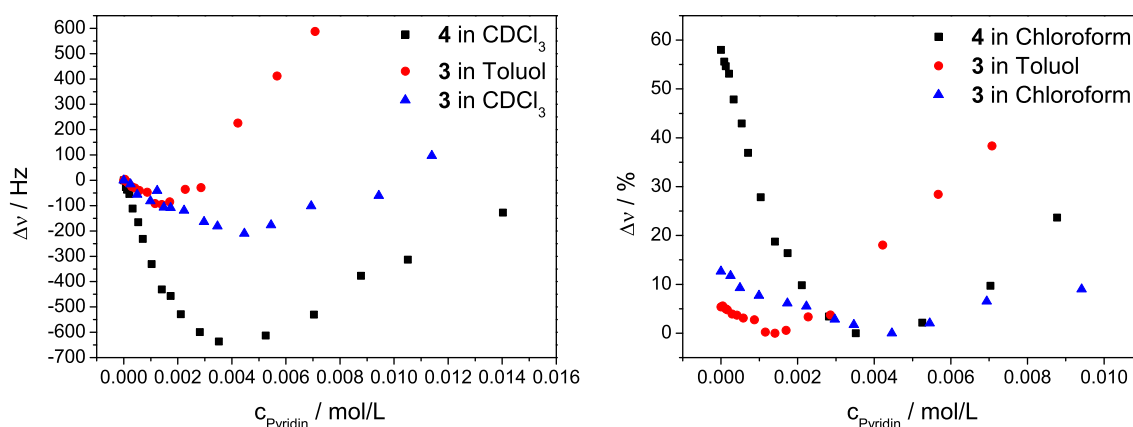 600
500
400
300
200
100
0
-100
-200
-300
-400
-500
-600
-700
Δν / Hz
4 in CDCl3
3 in Toluol
3 in CDCl3
0.000 0.002 0.004 0.006 0.008 0.010 0.012 0.014 0.016
cPyridin / mol/L
60
50
40
30
20
10
0
Δν / %
4 in Chloroform
3 in Toluol
3 in Chloroform
0.000 0.002 0.004 0.006 0.008 0.010
cPyridin / mol/L